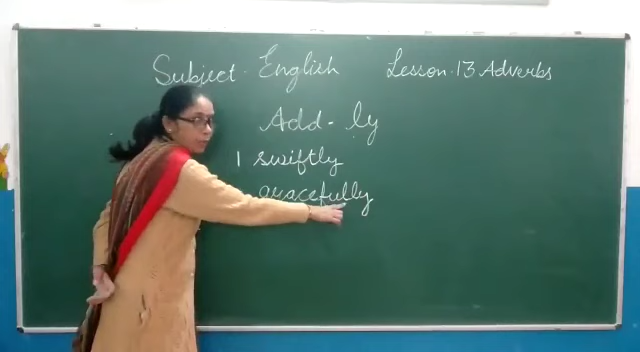 Subject. English Lesson.13 Adverbs
Add - ly
1 swiftly
gracefully